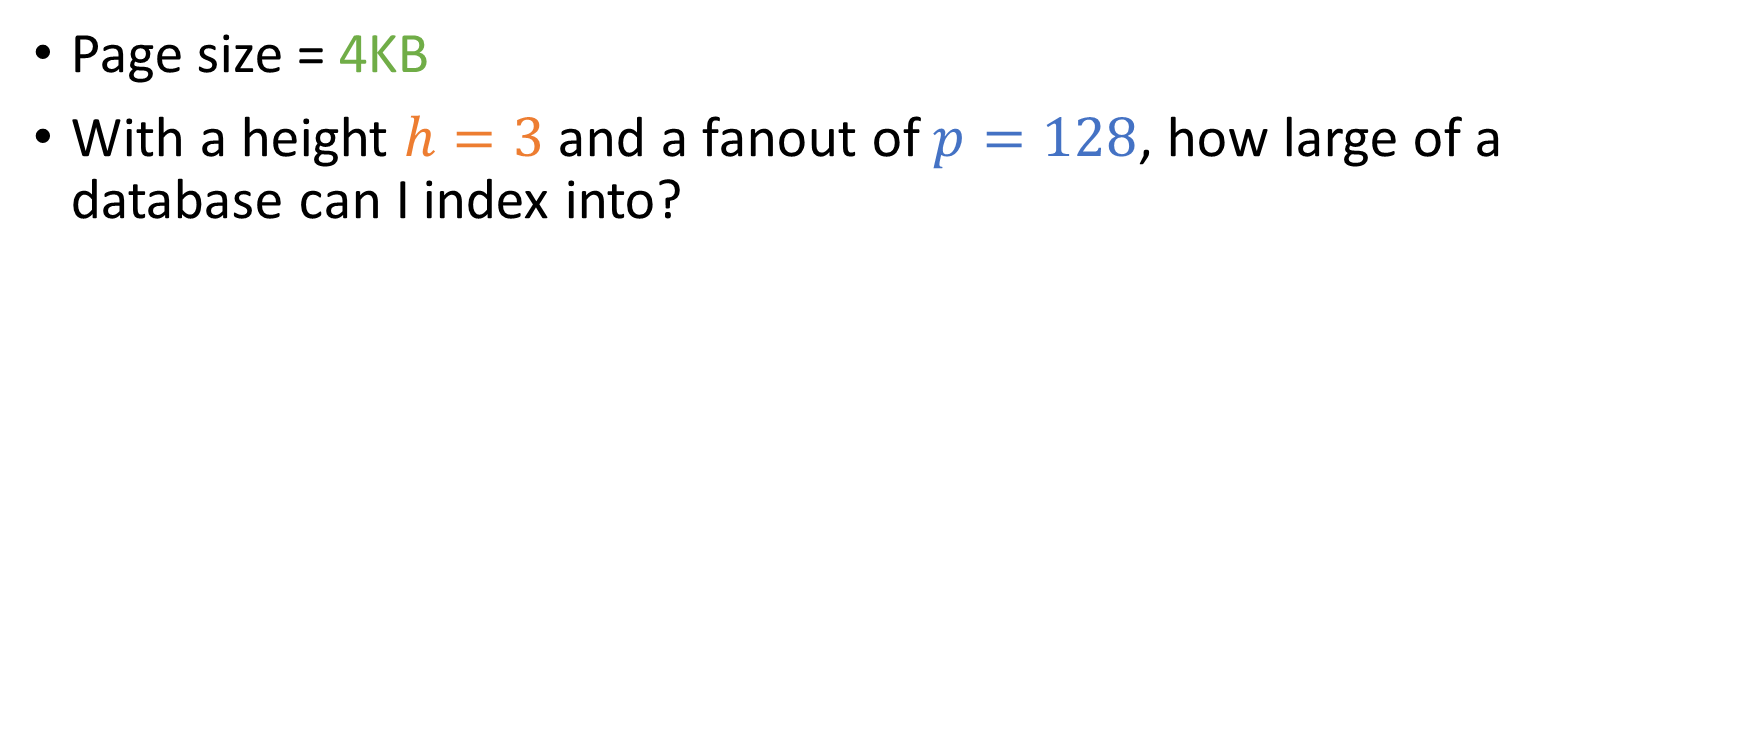 • Page size = 4KB
• With a height h = 3 and a fanout of p = 128, how large of a
database can I index into?